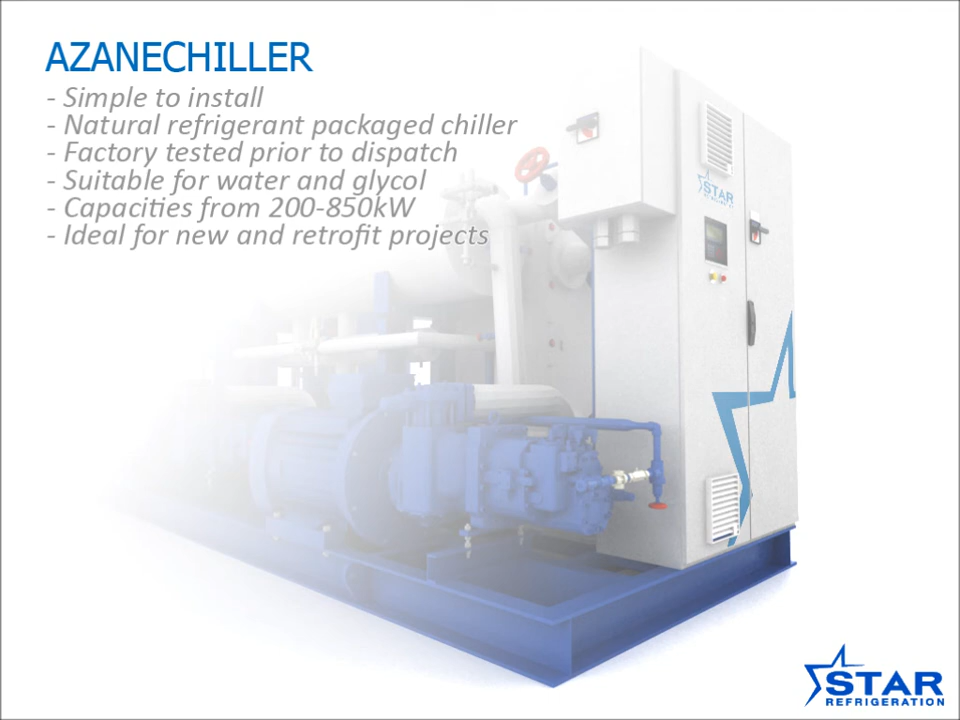 AZANECHILLER
- Simple to install
- Natural refrigerant packaged chiller
- Factory tested prior to dispatch
- Suitable for water and glycol
- Capacities from 200-850kW
- Ideal for new and retrofit projects
STAR
STAR
REFRIGERATION